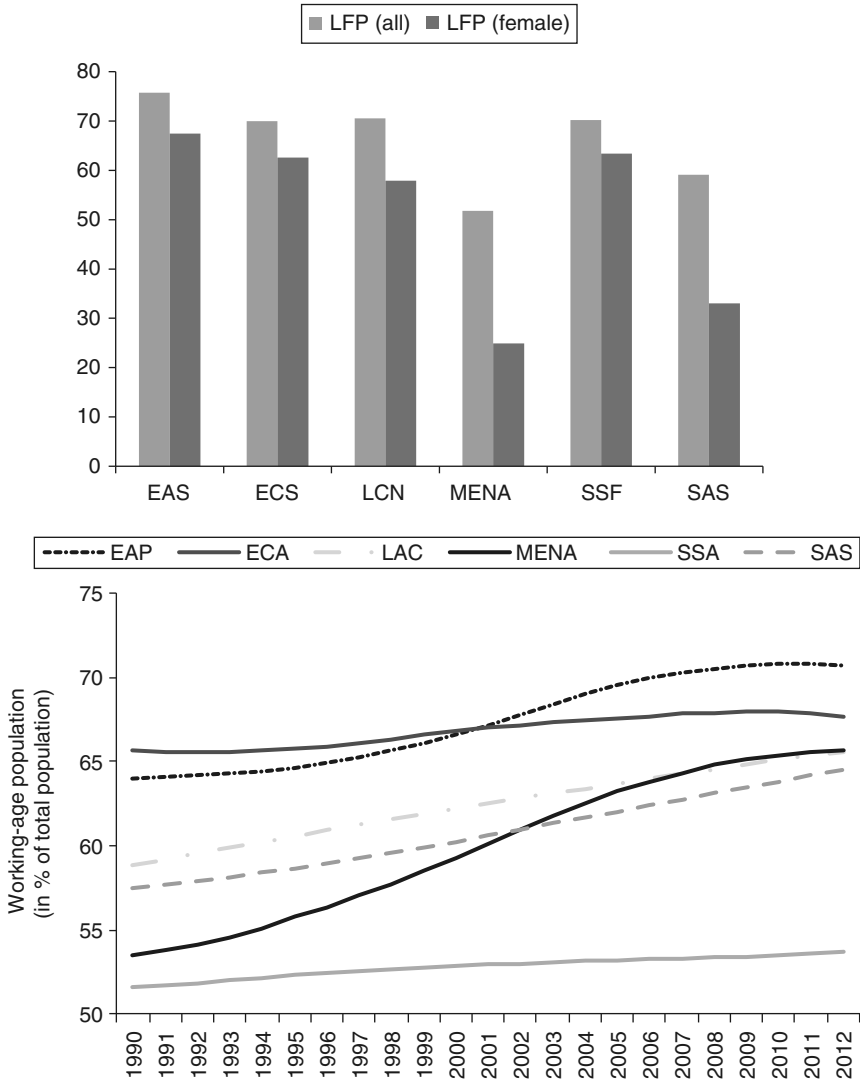 LFP (all) LFP (female)
80
70
60
50
40
30
20
10
0
EAS ECS LCN MENA SSF SAS
EAP ECA LAC MENA SSA SAS
75
70
65
60
55
50
Working-age population
(in % of total population)
1990 1991 1992 1993 1994 1995 1996 1997 1998 1999 2000 2001 2002 2003 2004 2005 2006 2007 2008 2009 2010 2011 2012